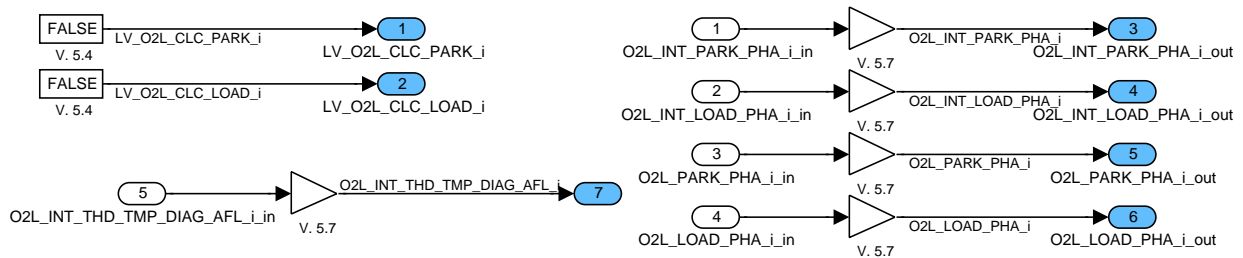 FALSE
LV_O2L_CLC_PARK_i
V. 5.4
1
LV_O2L_CLC_PARK_i
FALSE
LV_O2L_CLC_LOAD_i
V. 5.4
2
LV_O2L_CLC_LOAD_i
5
O2L_INT_THD_TMP_DIAG_AFL_i_in
V. 5.7
O2L_INT_THD_TMP_DIAG_AFL_i
7
1
O2L_INT_PARK_PHA_i_in
V. 5.7
O2L_INT_PARK_PHA_i
3
O2L_INT_PARK_PHA_i_out
2
O2L_INT_LOAD_PHA_i_in
V. 5.7
O2L_INT_LOAD_PHA_i
4
O2L_INT_LOAD_PHA_i_out
3
O2L_PARK_PHA_i_in
V. 5.7
O2L_PARK_PHA_i
5
O2L_PARK_PHA_i_out
4
O2L_LOAD_PHA_i_in
V. 5.7
O2L_LOAD_PHA_i
6
O2L_LOAD_PHA_i_out